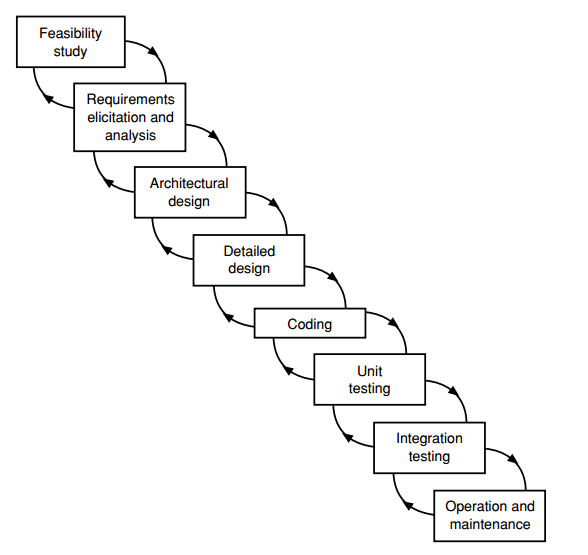 Feasibility
study
Requirements
elicitation and
analysis
Architectural
design
Detailed
design
Coding
Unit
testing
Integration
testing
Operation and
maintenance